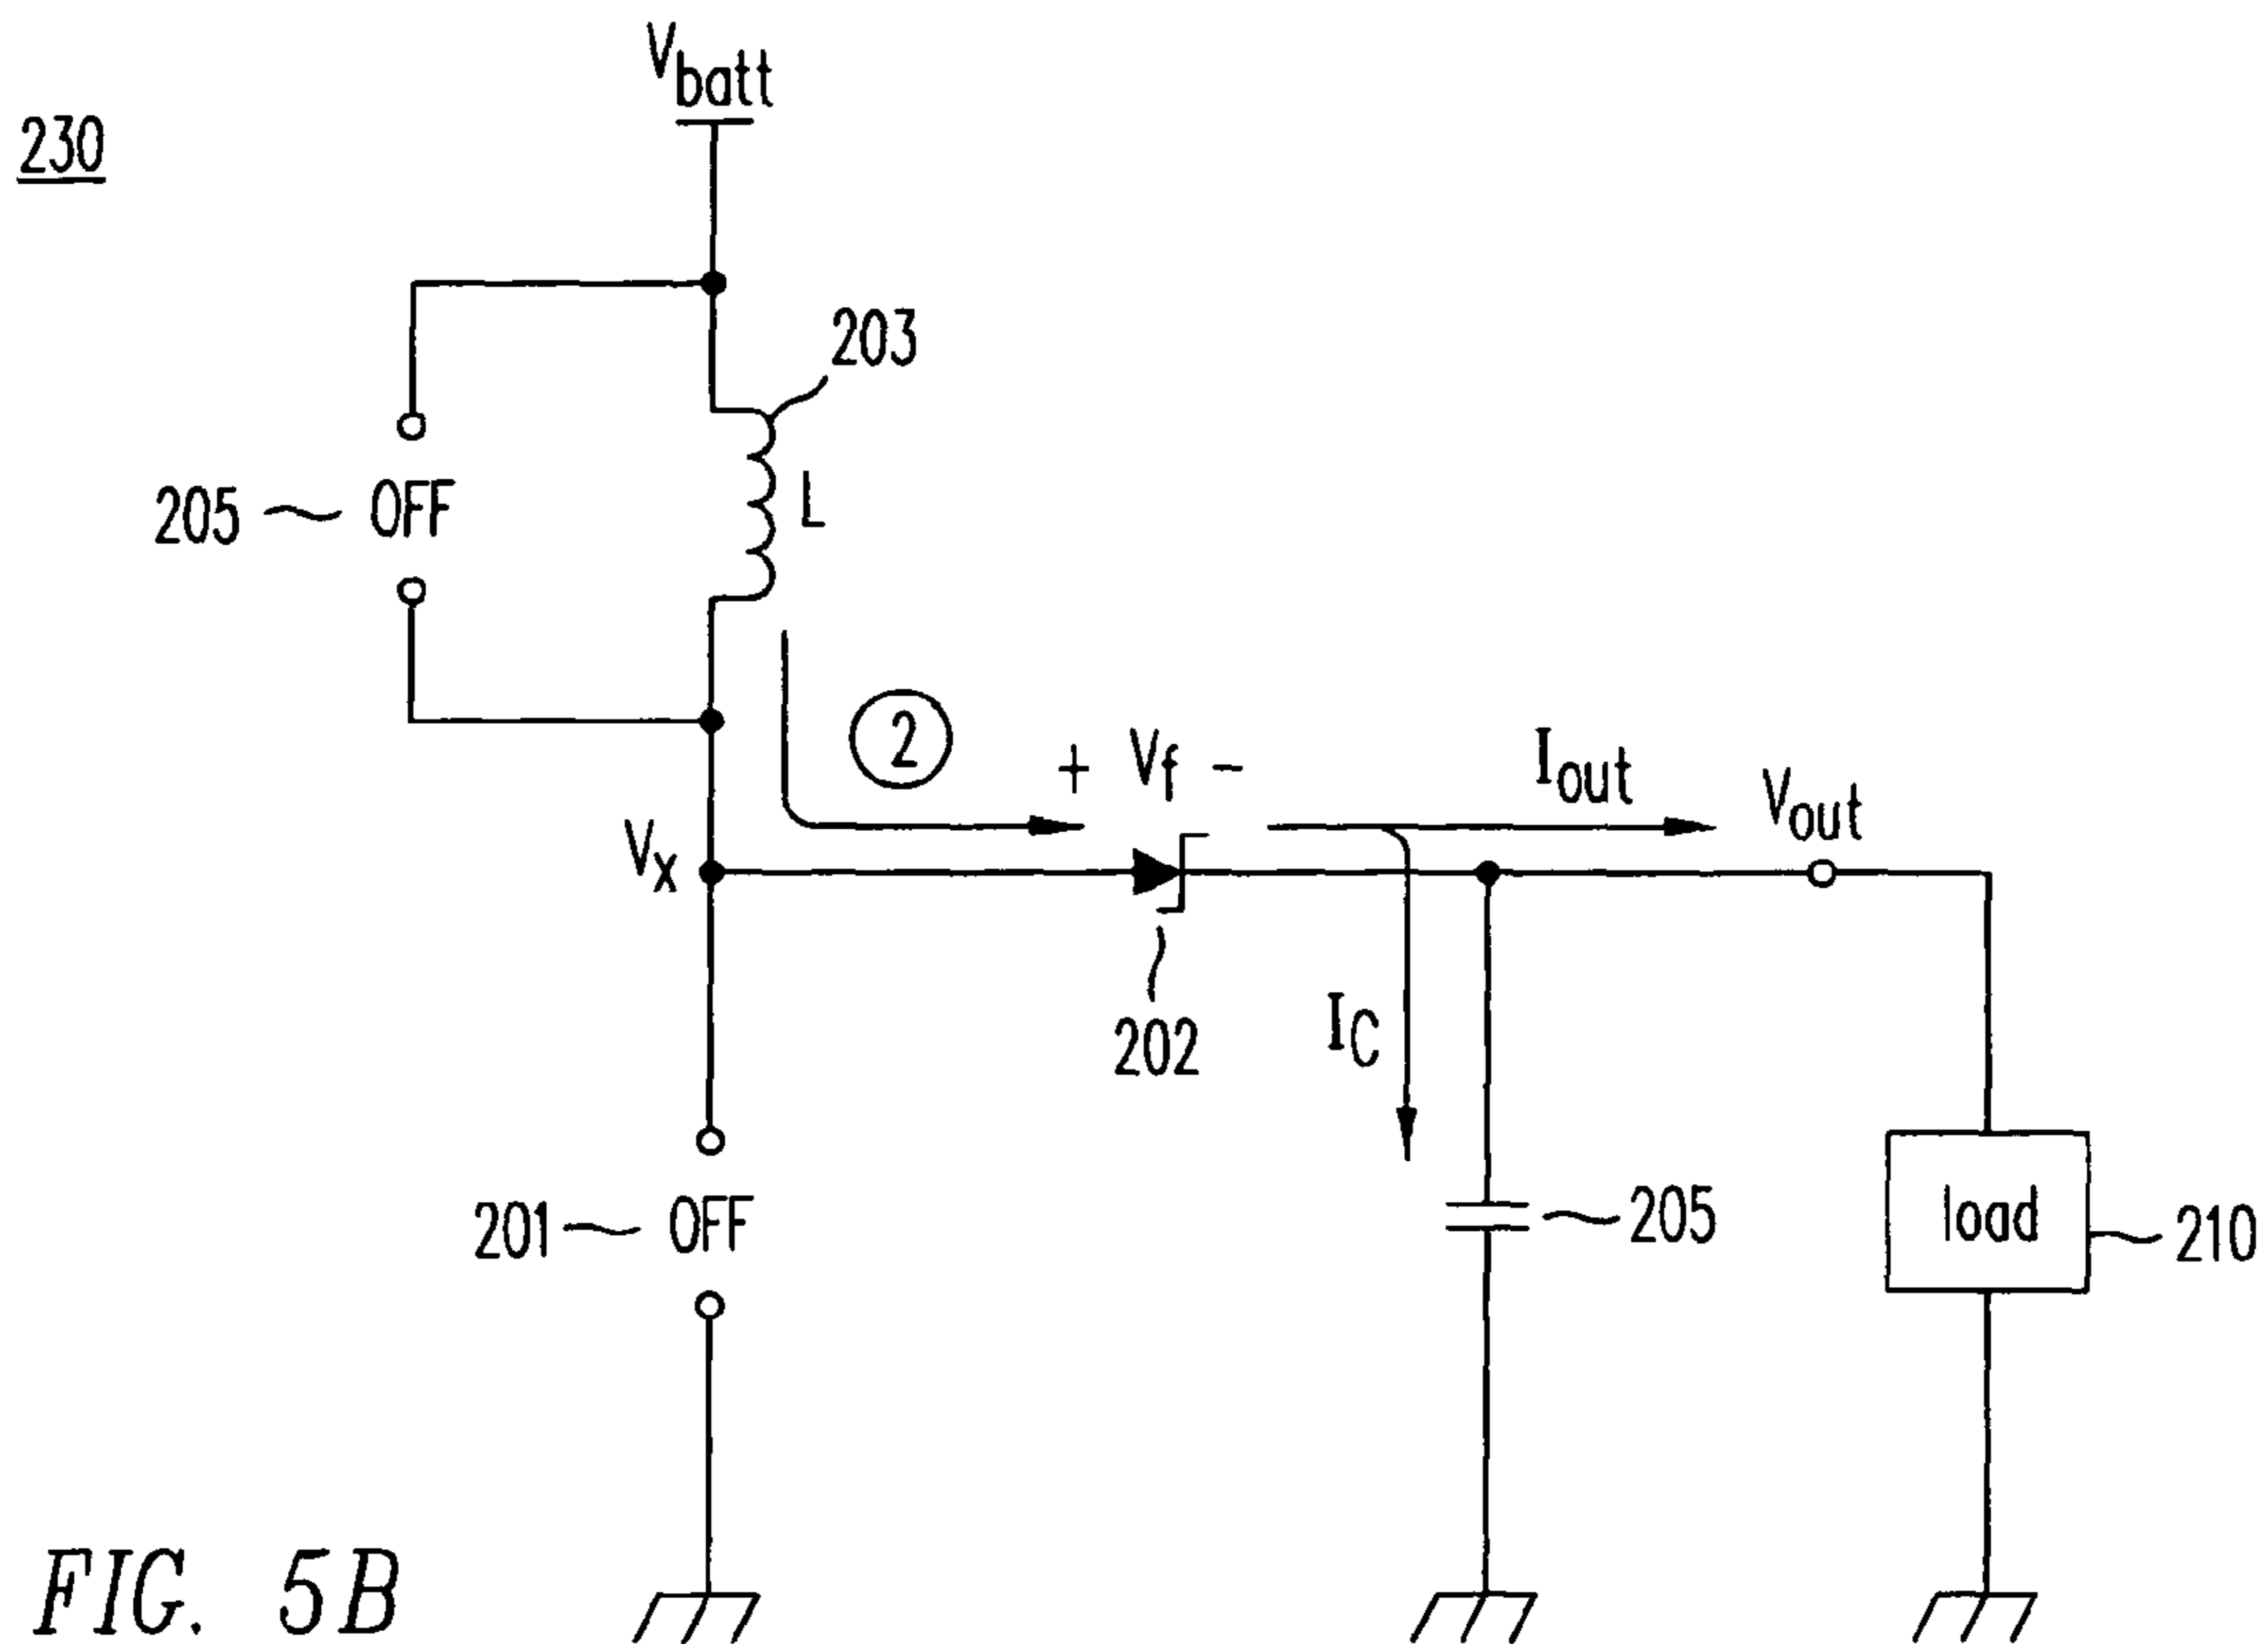 V_batt
230
203
205 OFF
L
2
+ V_f -
I_out
V_out
V_x
202
I_C
201 OFF
205
load
210
FIG. 5B